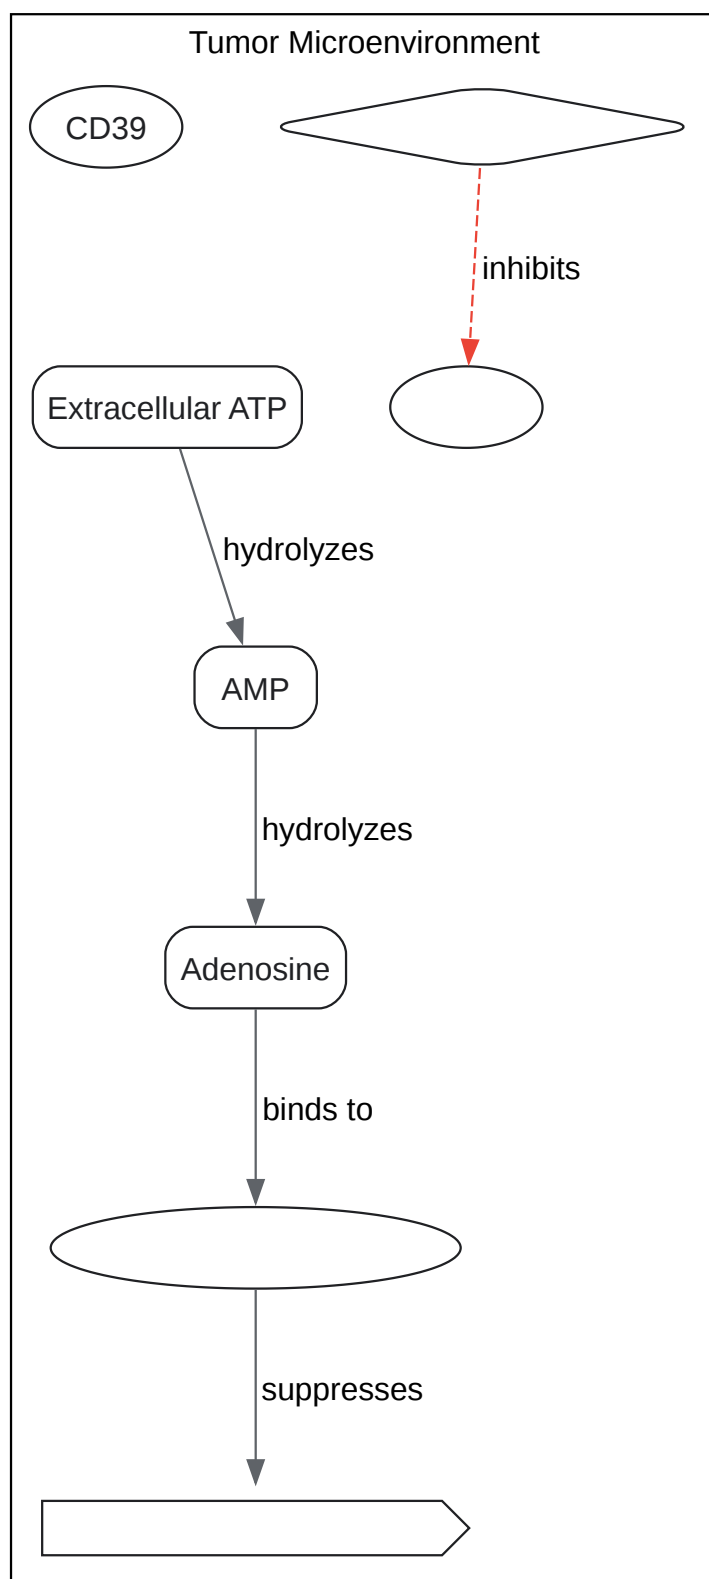 Tumor Microenvironment
CD39
inhibits
Extracellular ATP
hydrolyzes
AMP
hydrolyzes
Adenosine
binds to
suppresses